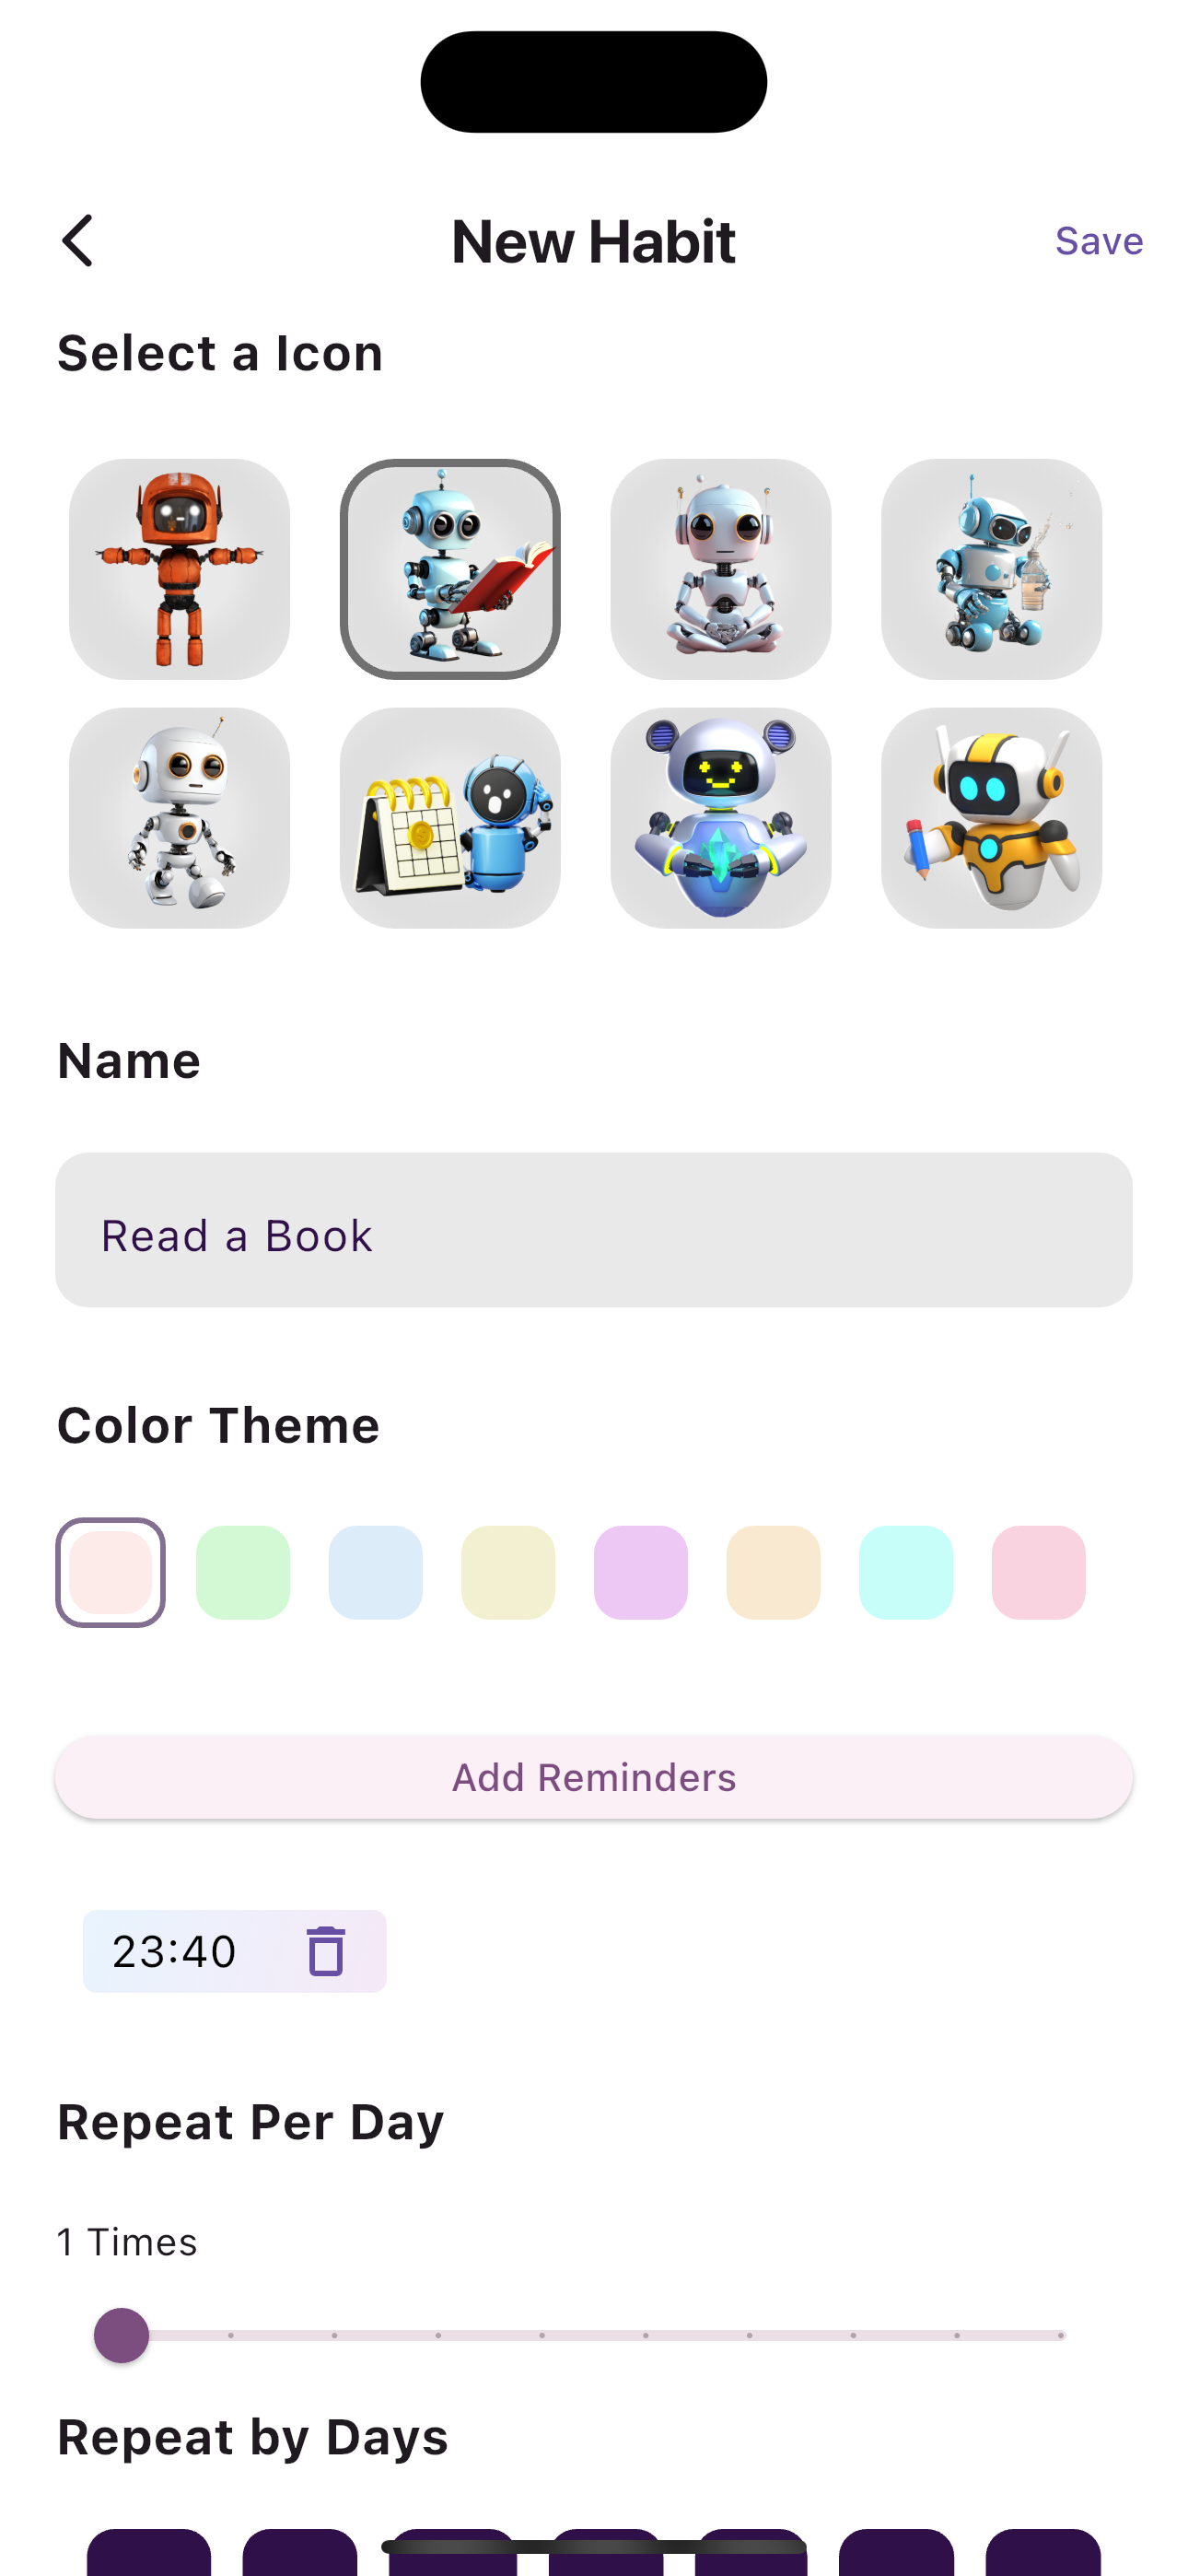 New Habit
Save
Select a Icon
Name
Read a Book
Color Theme
Add Reminders
23:40
Repeat Per Day
1 Times
Repeat by Days